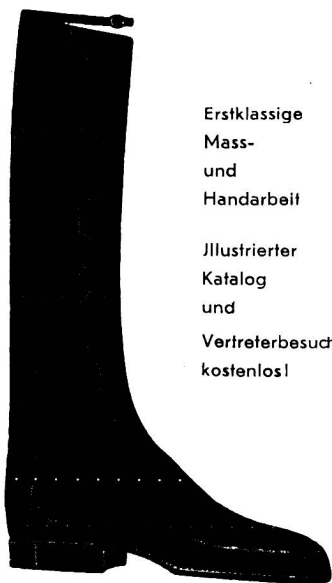 Erstklassige
Mass-
und
Handarbeit
Jllustrierter
Katalog
und
Vertreterbesuch
kostenlos!